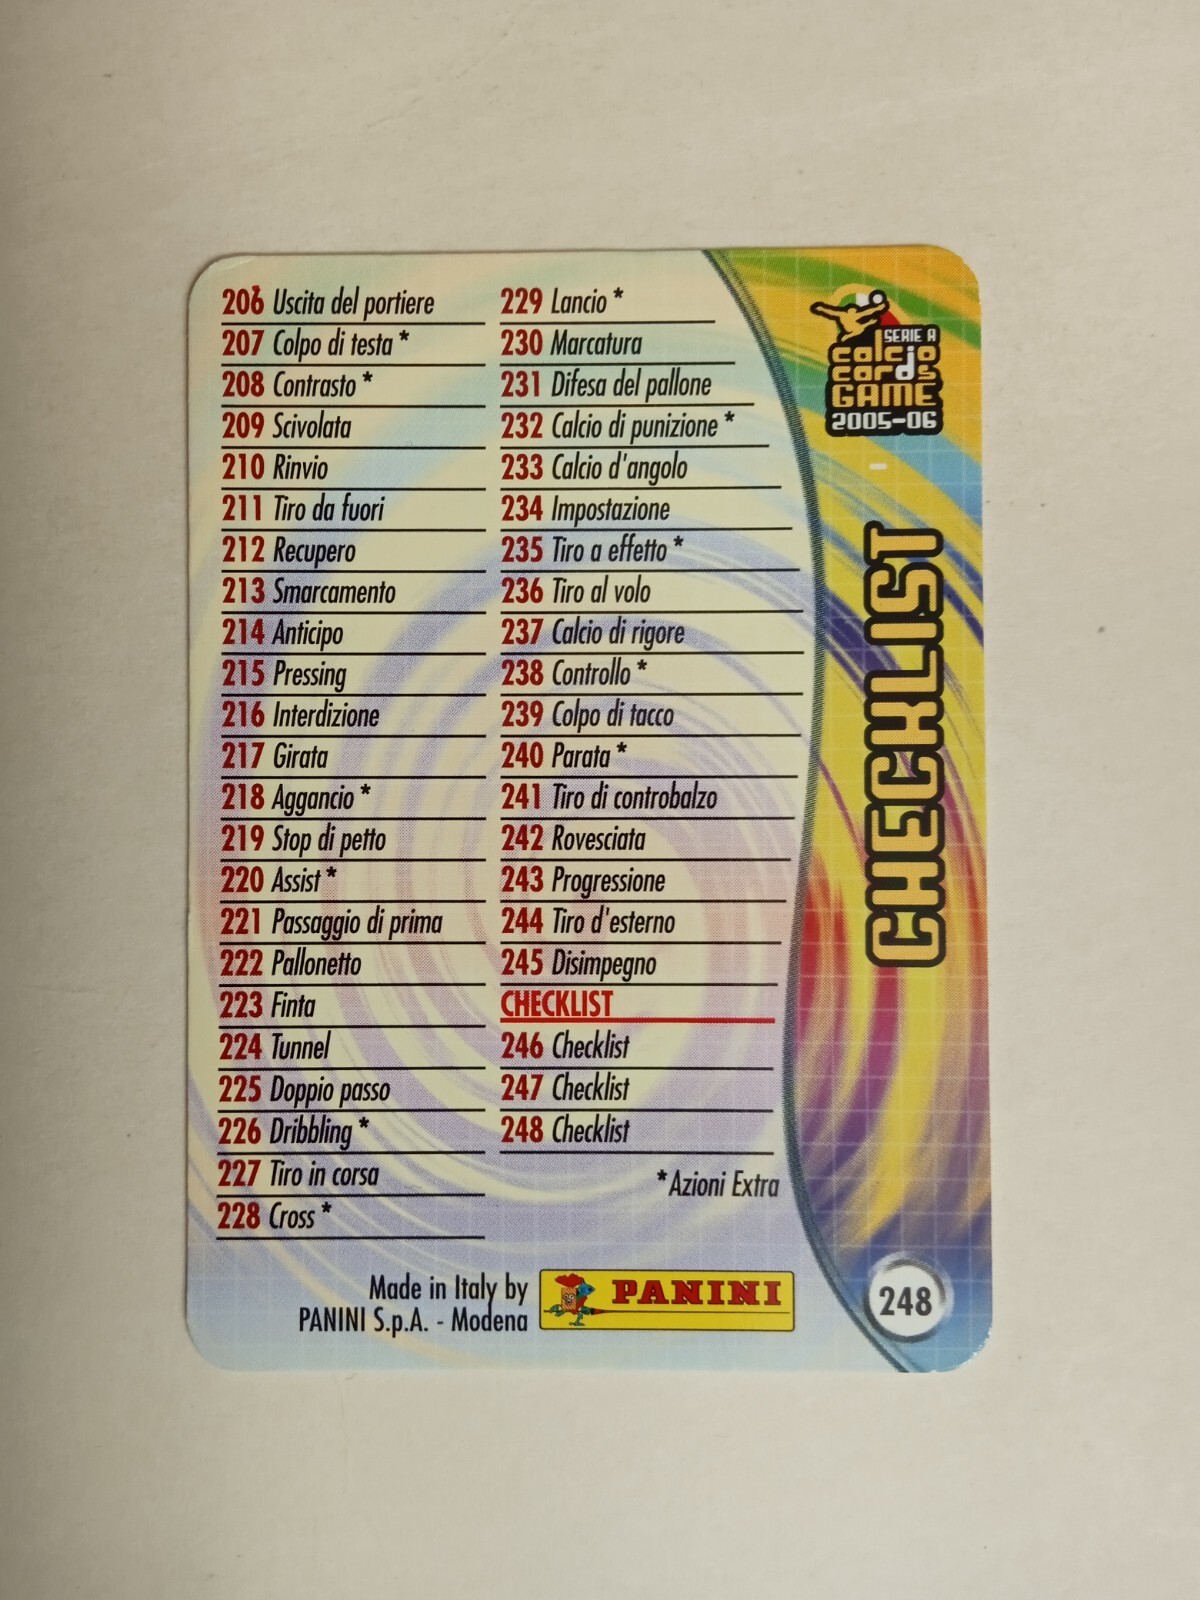 206 Uscita del portiere
207 Colpo di testa *
208 Contrasto *
209 Scivolata
210 Rinvio
211 Tiro da fuori
212 Recupero
213 Smarcamento
214 Anticipo
215 Pressing
216 Interdizione
217 Girata
218 Aggancio *
219 Stop di petto
220 Assist *
221 Passaggio di prima
222 Pallonetto
223 Finta
224 Tunnel
225 Doppio passo
226 Dribbling *
227 Tiro in corsa
228 Cross *
229 Lancio *
230 Marcatura
231 Difesa del pallone
232 Calcio di punizione *
233 Calcio d'angolo
234 Impostazione
235 Tiro a effetto *
236 Tiro al volo
237 Calcio di rigore
238 Controllo *
239 Colpo di tacco
240 Parata *
241 Tiro di controbalzo
242 Rovesciata
243 Progressione
244 Tiro d'esterno
245 Disimpegno
CHECKLIST
246 Checklist
247 Checklist
248 Checklist
* Azioni Extra
Made in Italy by
PANINI S.p.A. - Modena
PANINI
SERIE A
calcio
cards
GAME
2005-06
CHECKLIST
248